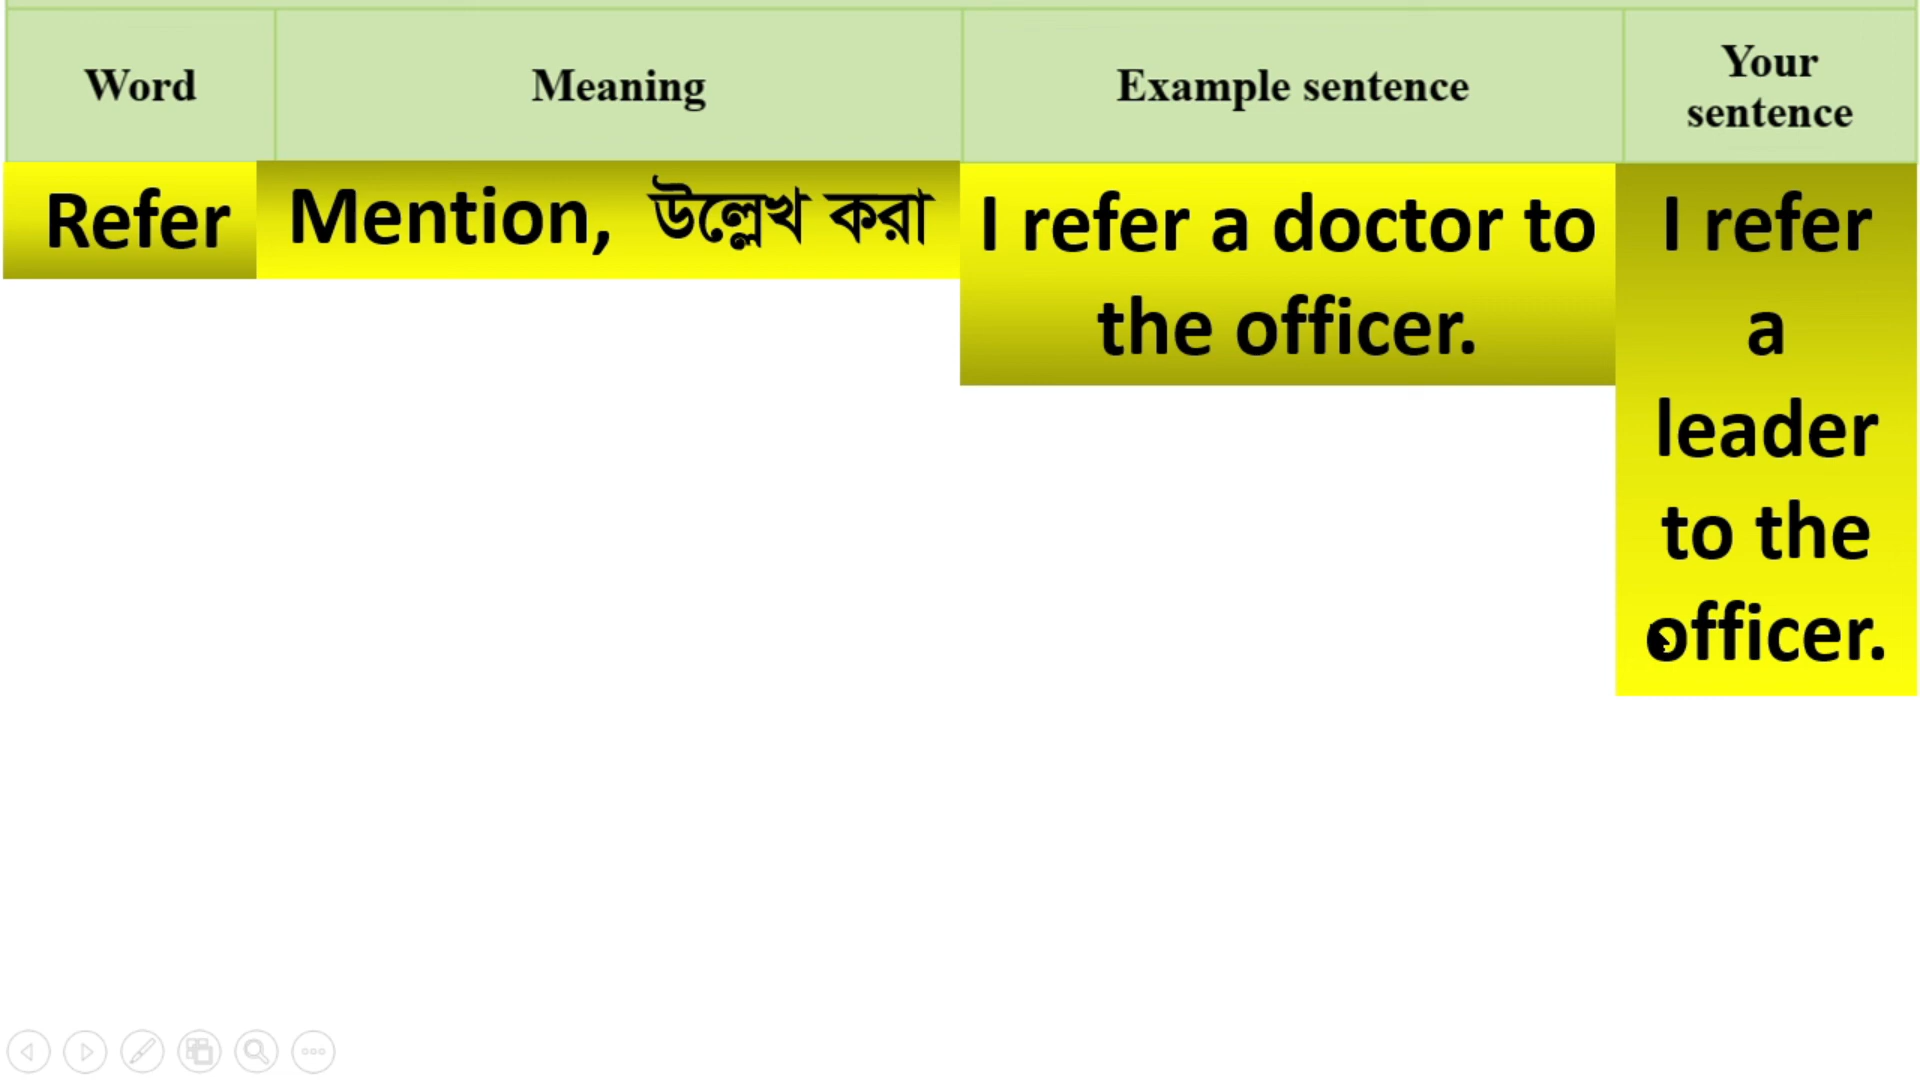 Word
Meaning
Example sentence
Your
sentence
Refer
Mention, উল্লেখ করা
I refer a doctor to
the officer.
I refer
a
leader
to the
officer.